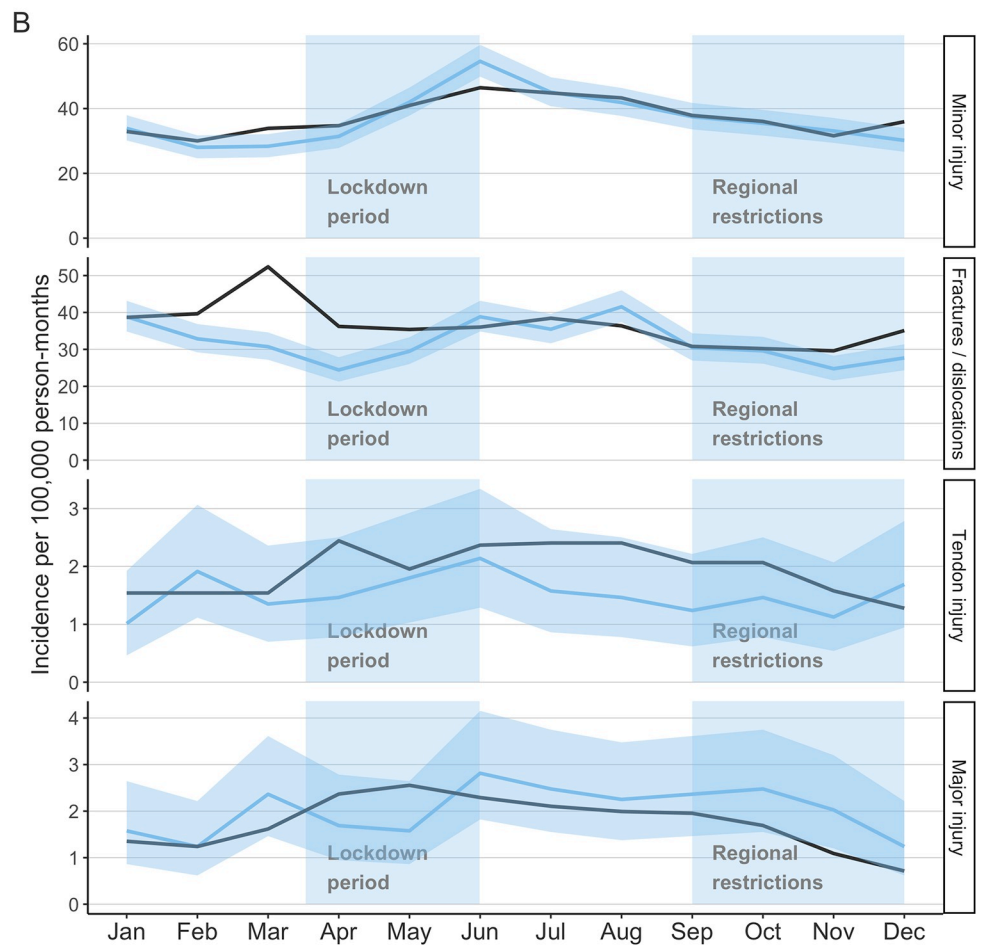 B
Incidence per 100,000 person-months
60
40
20
0
Lockdown
period
Regional
restrictions
Minor injury
50
40
30
20
10
0
Lockdown
period
Regional
restrictions
Fractures / dislocations
3
2
1
0
Lockdown
period
Regional
restrictions
Tendon injury
4
3
2
1
0
Lockdown
period
Regional
restrictions
Major injury
Jan Feb Mar Apr May Jun Jul Aug Sep Oct Nov Dec